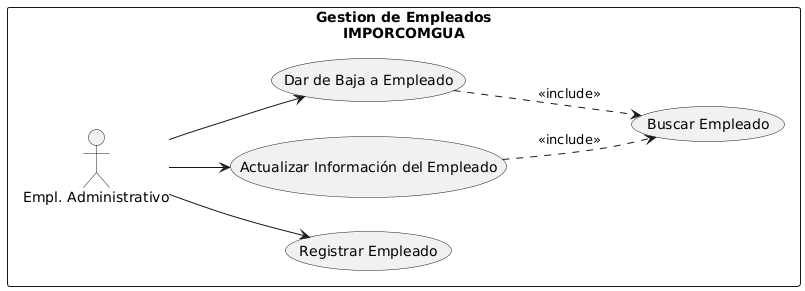 Gestion de Empleados
IMPORCOMGUA
Dar de Baja a Empleado
«include»
Buscar Empleado
«include»
Actualizar Información del Empleado
Empl. Administrativo
Registrar Empleado